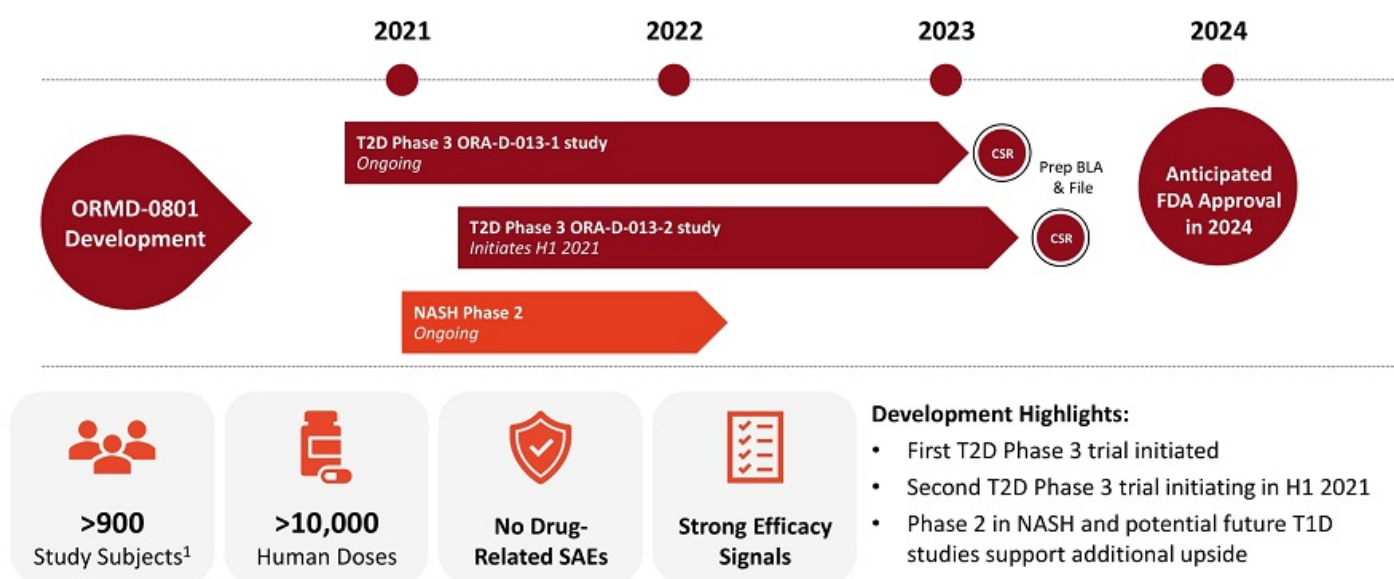 2021
2022
2023
2024
ORMD-0801
Development
T2D Phase 3 ORA-D-013-1 study
Ongoing
CSR
Prep BLA
& File
T2D Phase 3 ORA-D-013-2 study
Initiates H1 2021
CSR
NASH Phase 2
Ongoing
Anticipated
FDA Approval
in 2024
>900
Study Subjects¹
>10,000
Human Doses
No Drug-
Related SAEs
Strong Efficacy
Signals
Development Highlights:
• First T2D Phase 3 trial initiated
• Second T2D Phase 3 trial initiating in H1 2021
• Phase 2 in NASH and potential future T1D
studies support additional upside